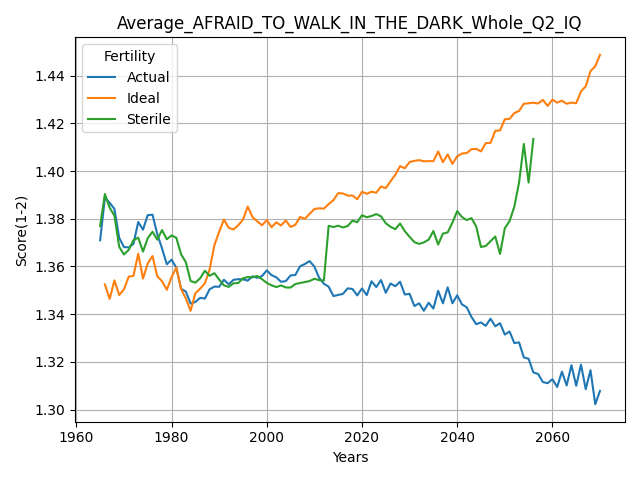 Average_AFRAID_TO_WALK_IN_THE_DARK_Whole_Q2_IQ
Fertility
Actual
Ideal
Sterile
Score(1-2)
1.44
1.42
1.40
1.38
1.36
1.34
1.32
1.30
1960 1980 2000 2020 2040 2060
Years